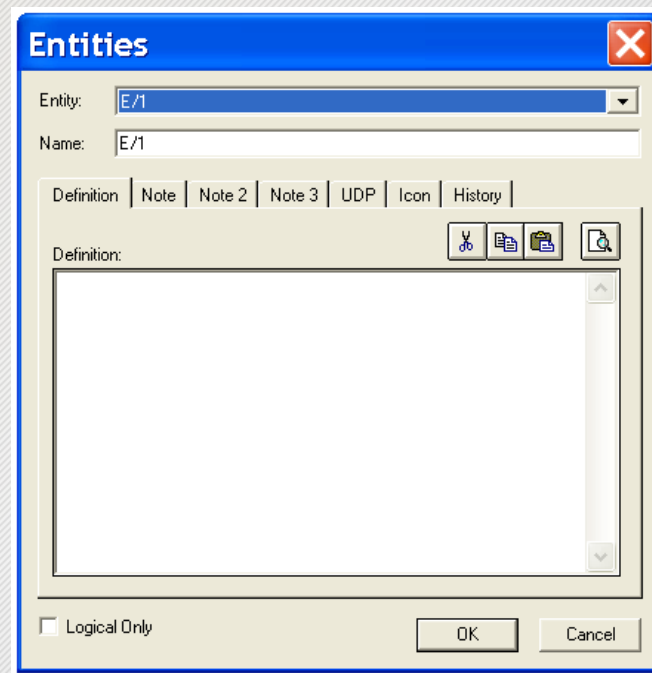 Entities
Entity: E/1
Name: E/1
Definition Note Note 2 Note 3 UDP Icon History
Definition:
Logical Only OK Cancel